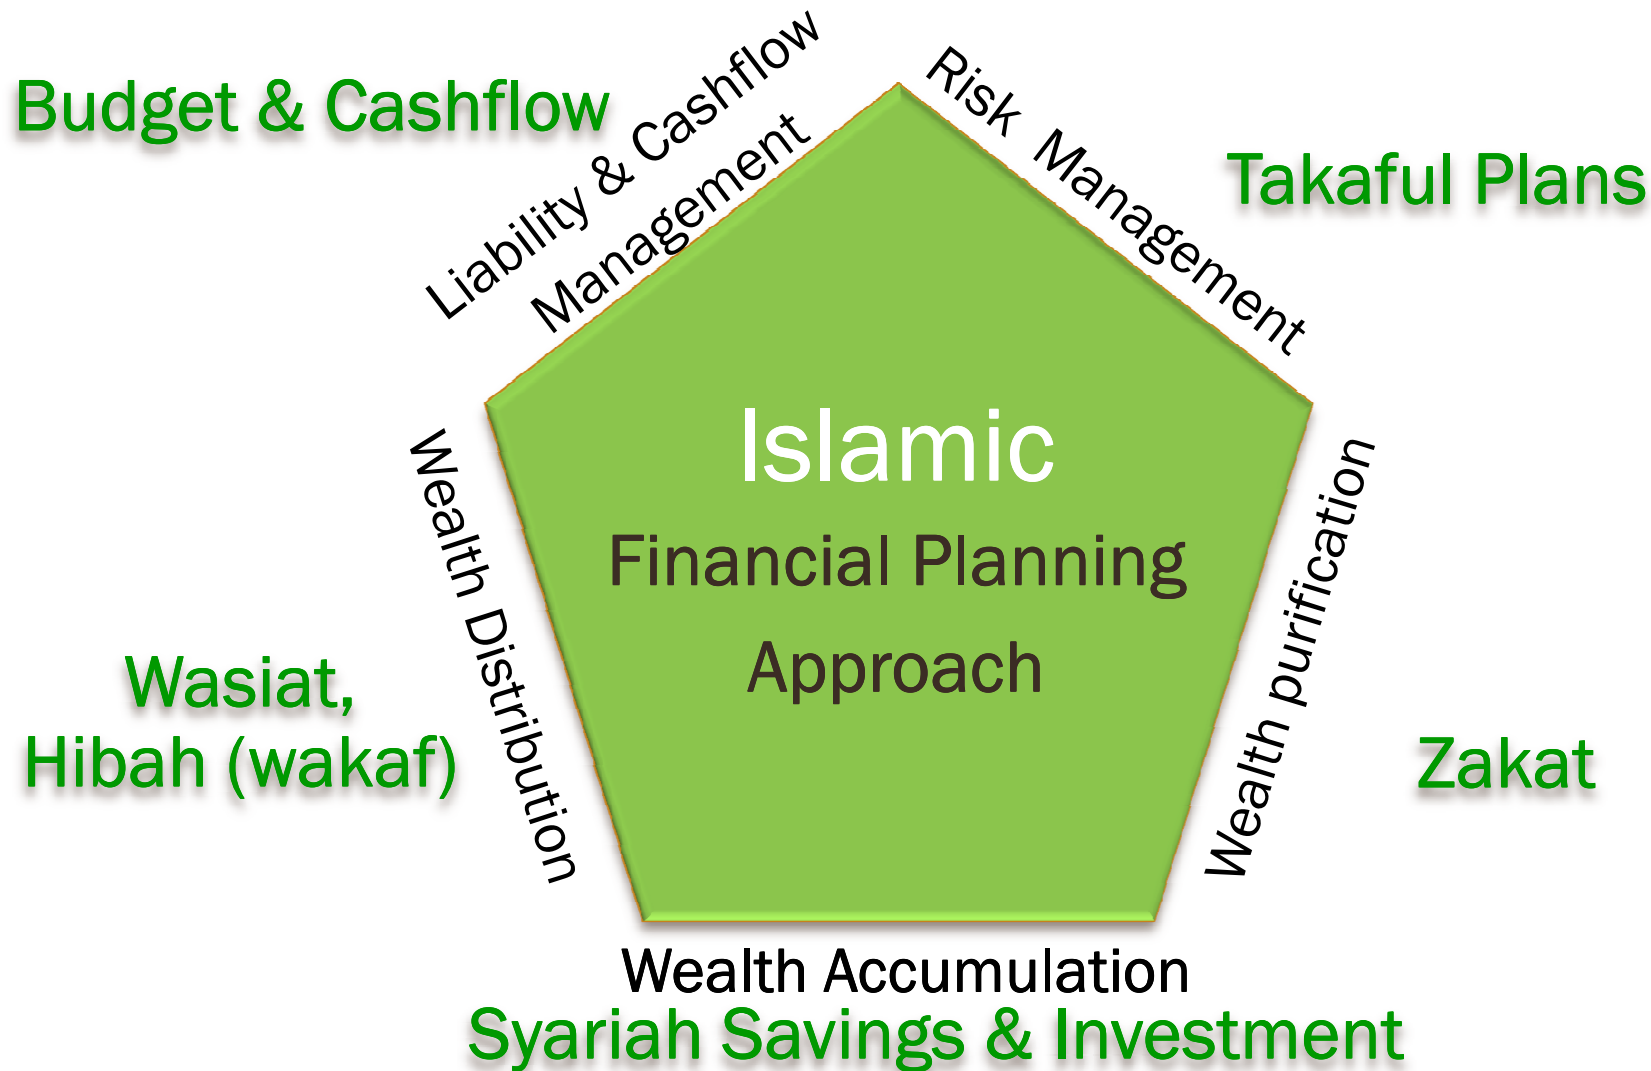 Budget & Cashflow
Liability & Cashflow
Management
Risk Management
Takaful Plans
Islamic
Financial Planning
Approach
Wealth Distribution
Wasiat,
Hibah (wakaf)
Wealth purification
Zakat
Wealth Accumulation
Syariah Savings & Investment